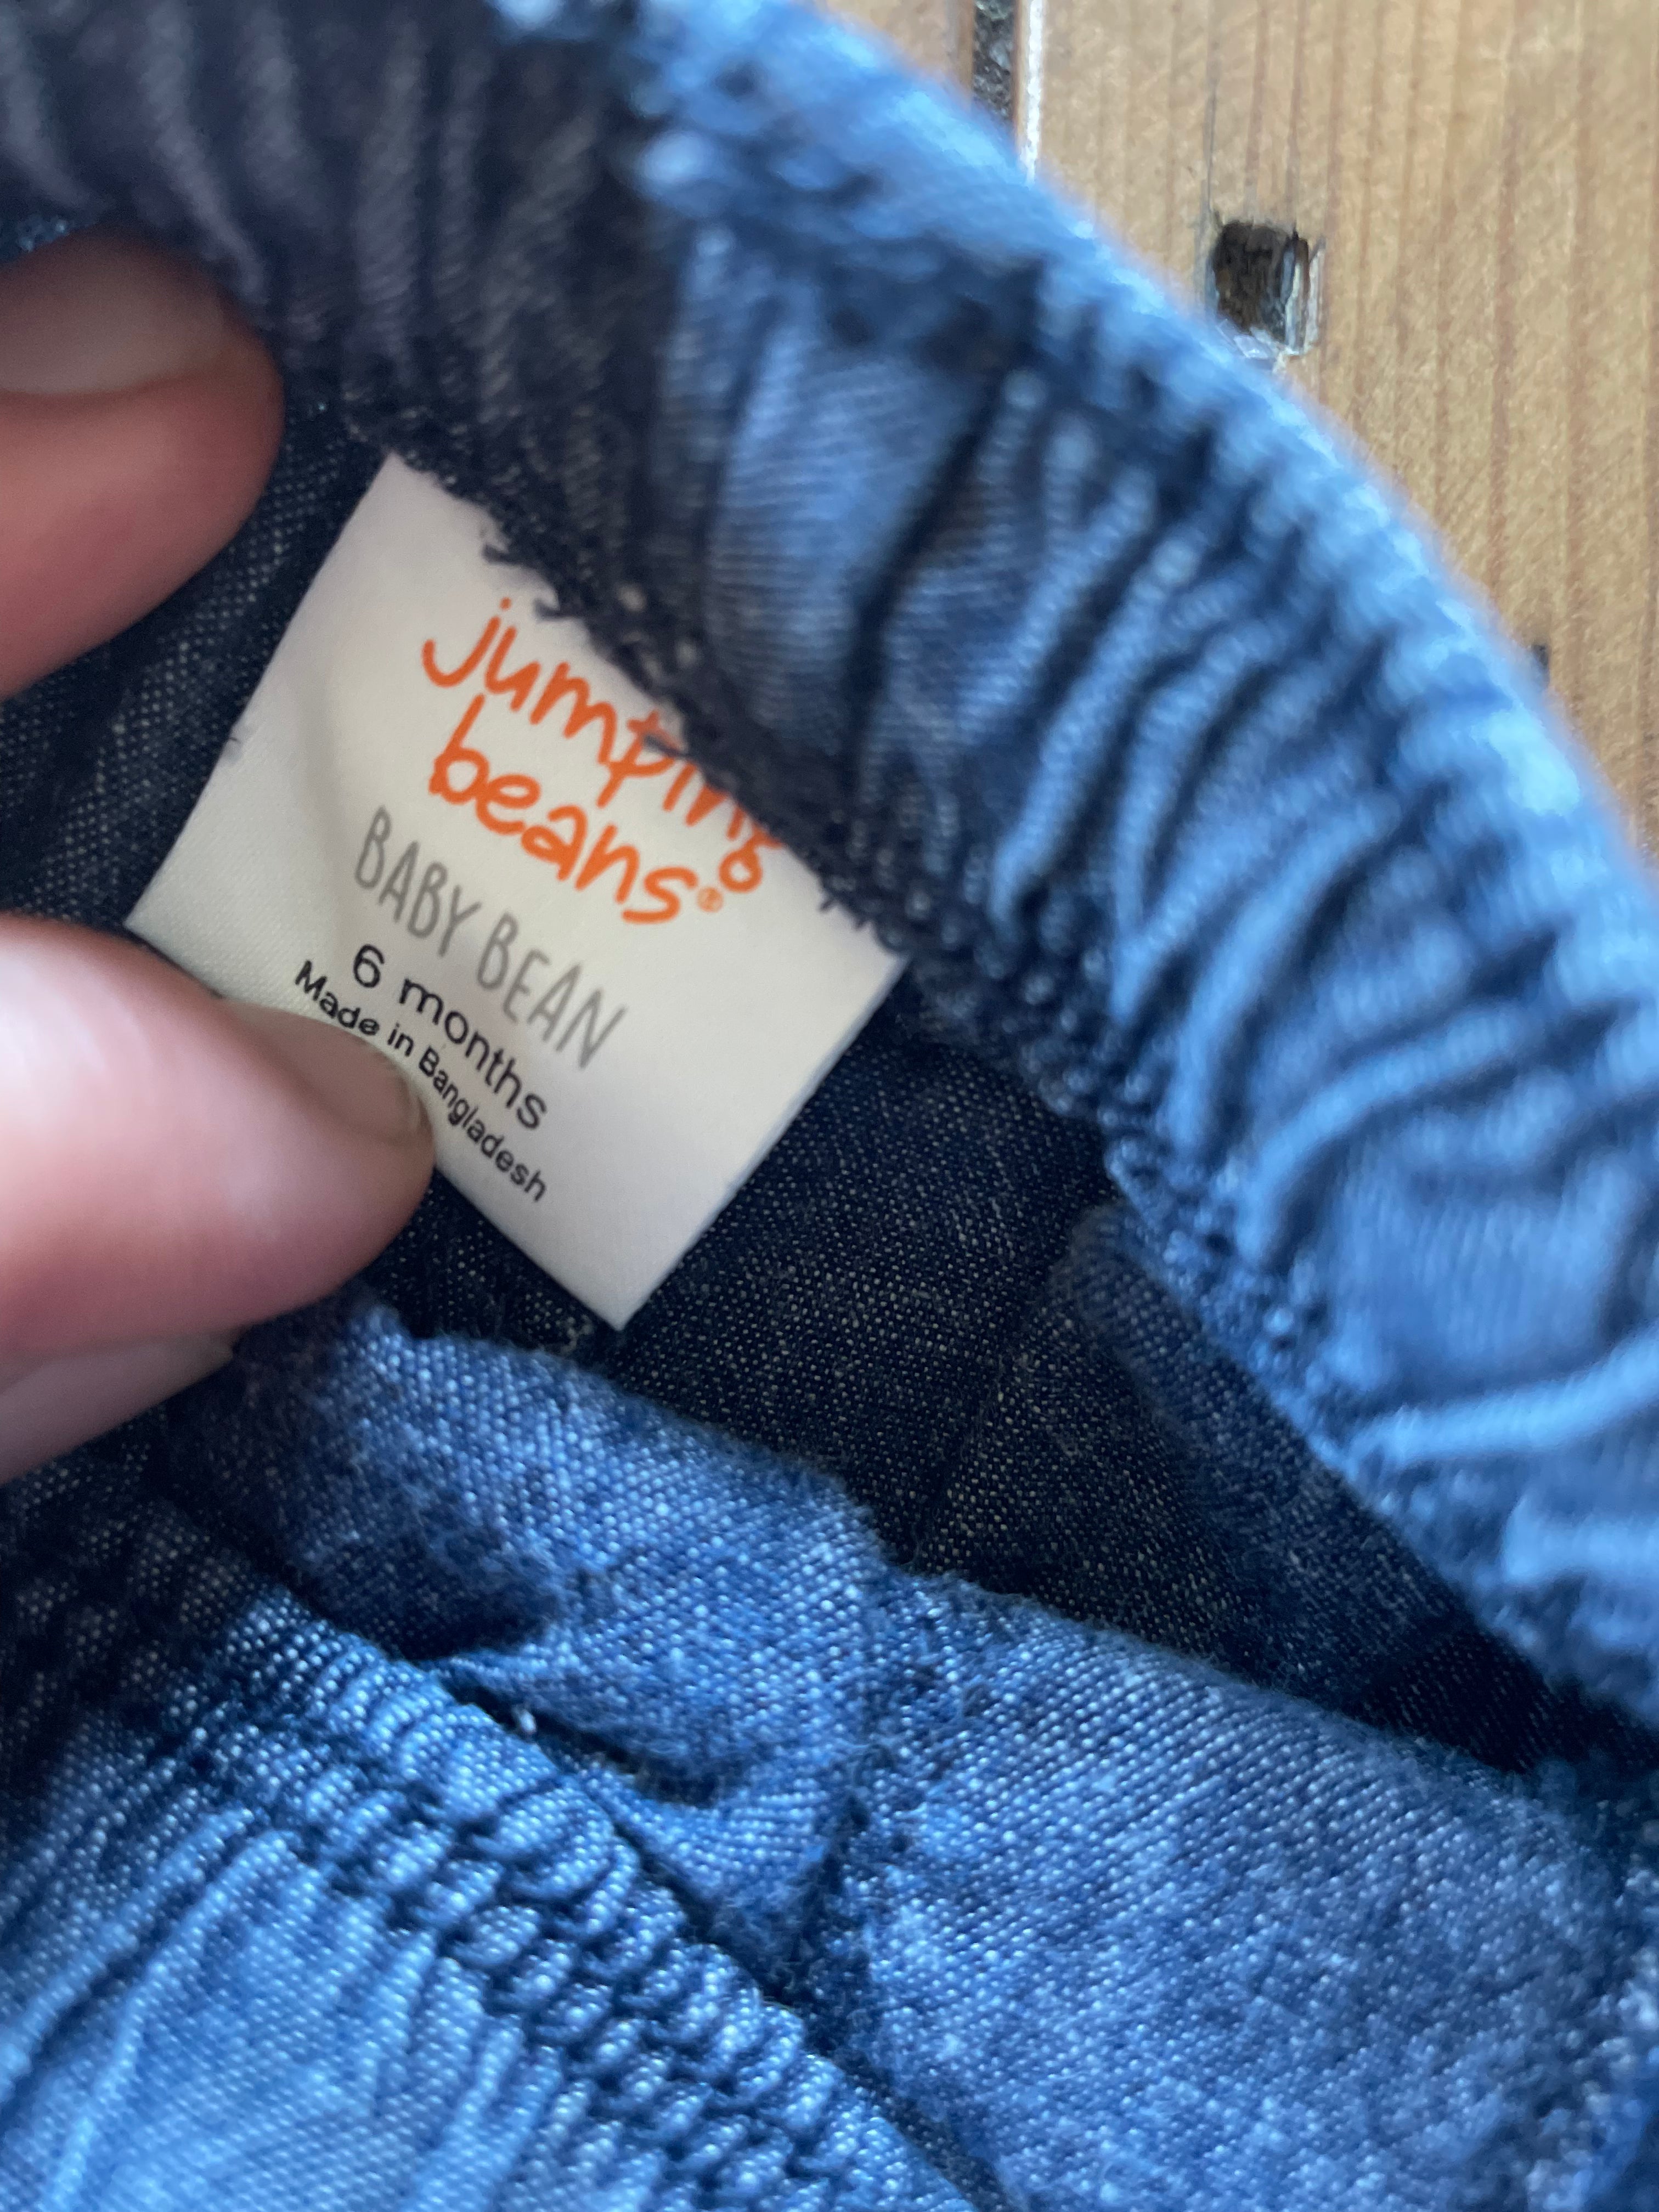 jumping
beans®
BABY BEAN
6 months
Made in Bangladesh